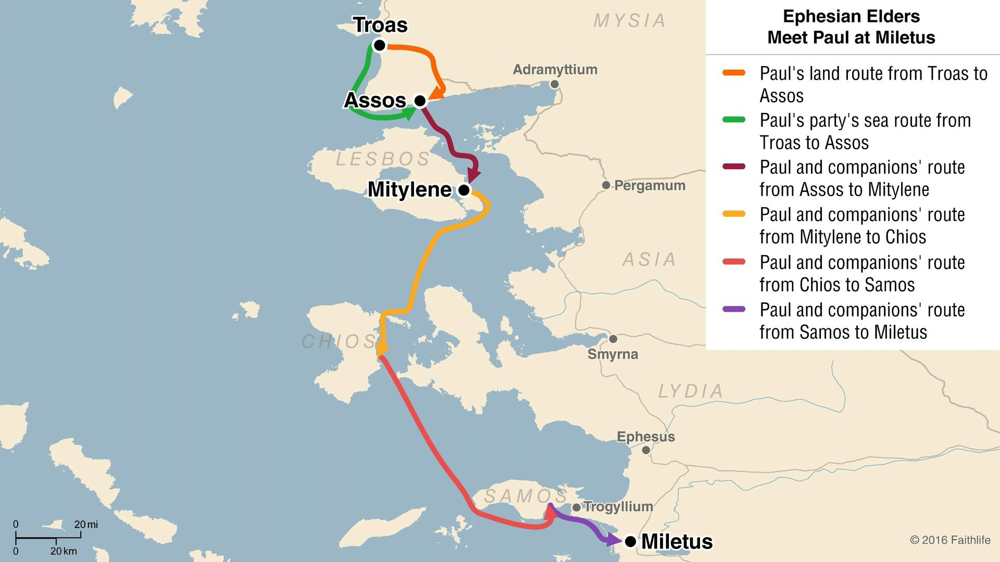 Ephesian Elders
Meet Paul at Miletus
Paul's land route from Troas to
Assos
Paul's party's sea route from
Troas to Assos
Paul and companions' route
from Assos to Mitylene
Paul and companions' route
from Mitylene to Chios
Paul and companions' route
from Chios to Samos
Paul and companions' route
from Samos to Miletus
MYSIA
Troas
Adramyttium
Assos
LESBOS
Mitylene
Pergamum
ASIA
CHIOS
Smyrna
LYDIA
Ephesus
SAMOS
Trogyllium
Miletus
0 20 mi
0 20 km
© 2016 Faithlife